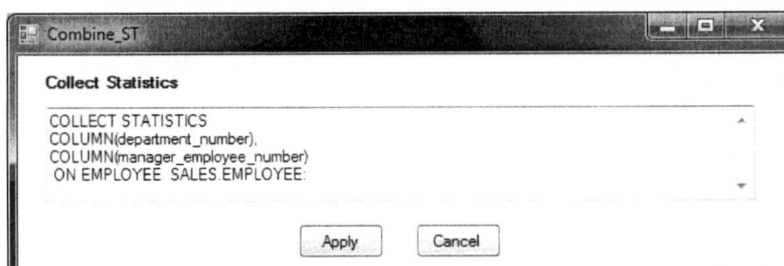 Combine_ST
Collect Statistics
COLLECT STATISTICS
COLUMN(department_number),
COLUMN(manager_employee_number)
ON EMPLOYEE SALES.EMPLOYEE:
Apply
Cancel